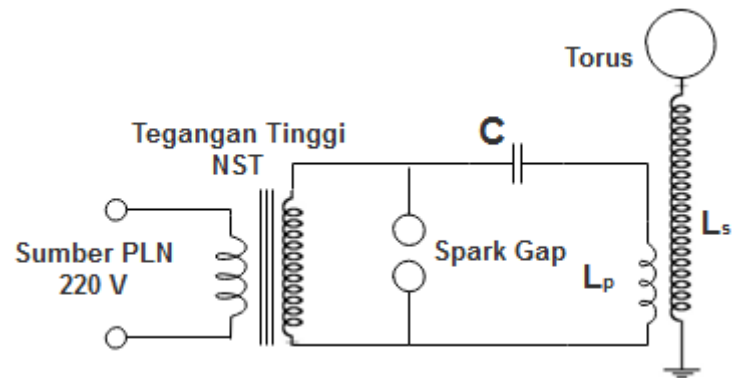 Torus
Tegangan Tinggi
NST
C
Sumber PLN
220 V
Spark Gap
Lp
Ls